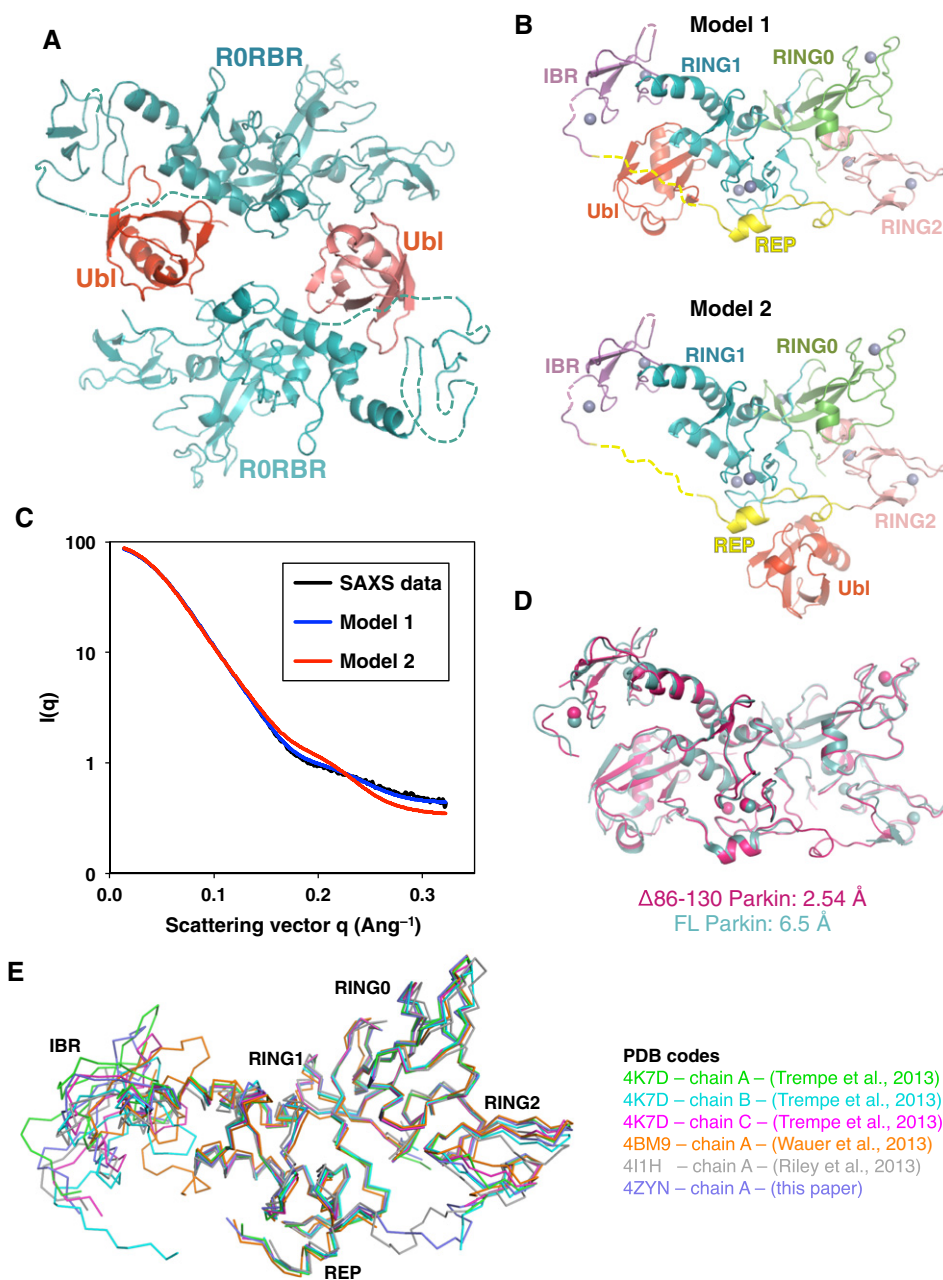 A
R0RBR
Ubl
Ubl
R0RBR
B
Model 1
IBR
RING1
RING0
Ubl
REP
RING2
Model 2
IBR
RING1
RING0
REP
RING2
Ubl
C
100
10
1
0
I(q)
SAXS data
Model 1
Model 2
0.0 0.1 0.2 0.3
Scattering vector q (Ang⁻¹)
D
Δ86-130 Parkin: 2.54 Å
FL Parkin: 6.5 Å
E
IBR
RING1
RING0
RING2
REP
PDB codes
4K7D – chain A – (Trempe et al., 2013)
4K7D – chain B – (Trempe et al., 2013)
4K7D – chain C – (Trempe et al., 2013)
4BM9 – chain A – (Wauer et al., 2013)
4I1H – chain A – (Riley et al., 2013)
4ZYN – chain A – (this paper)